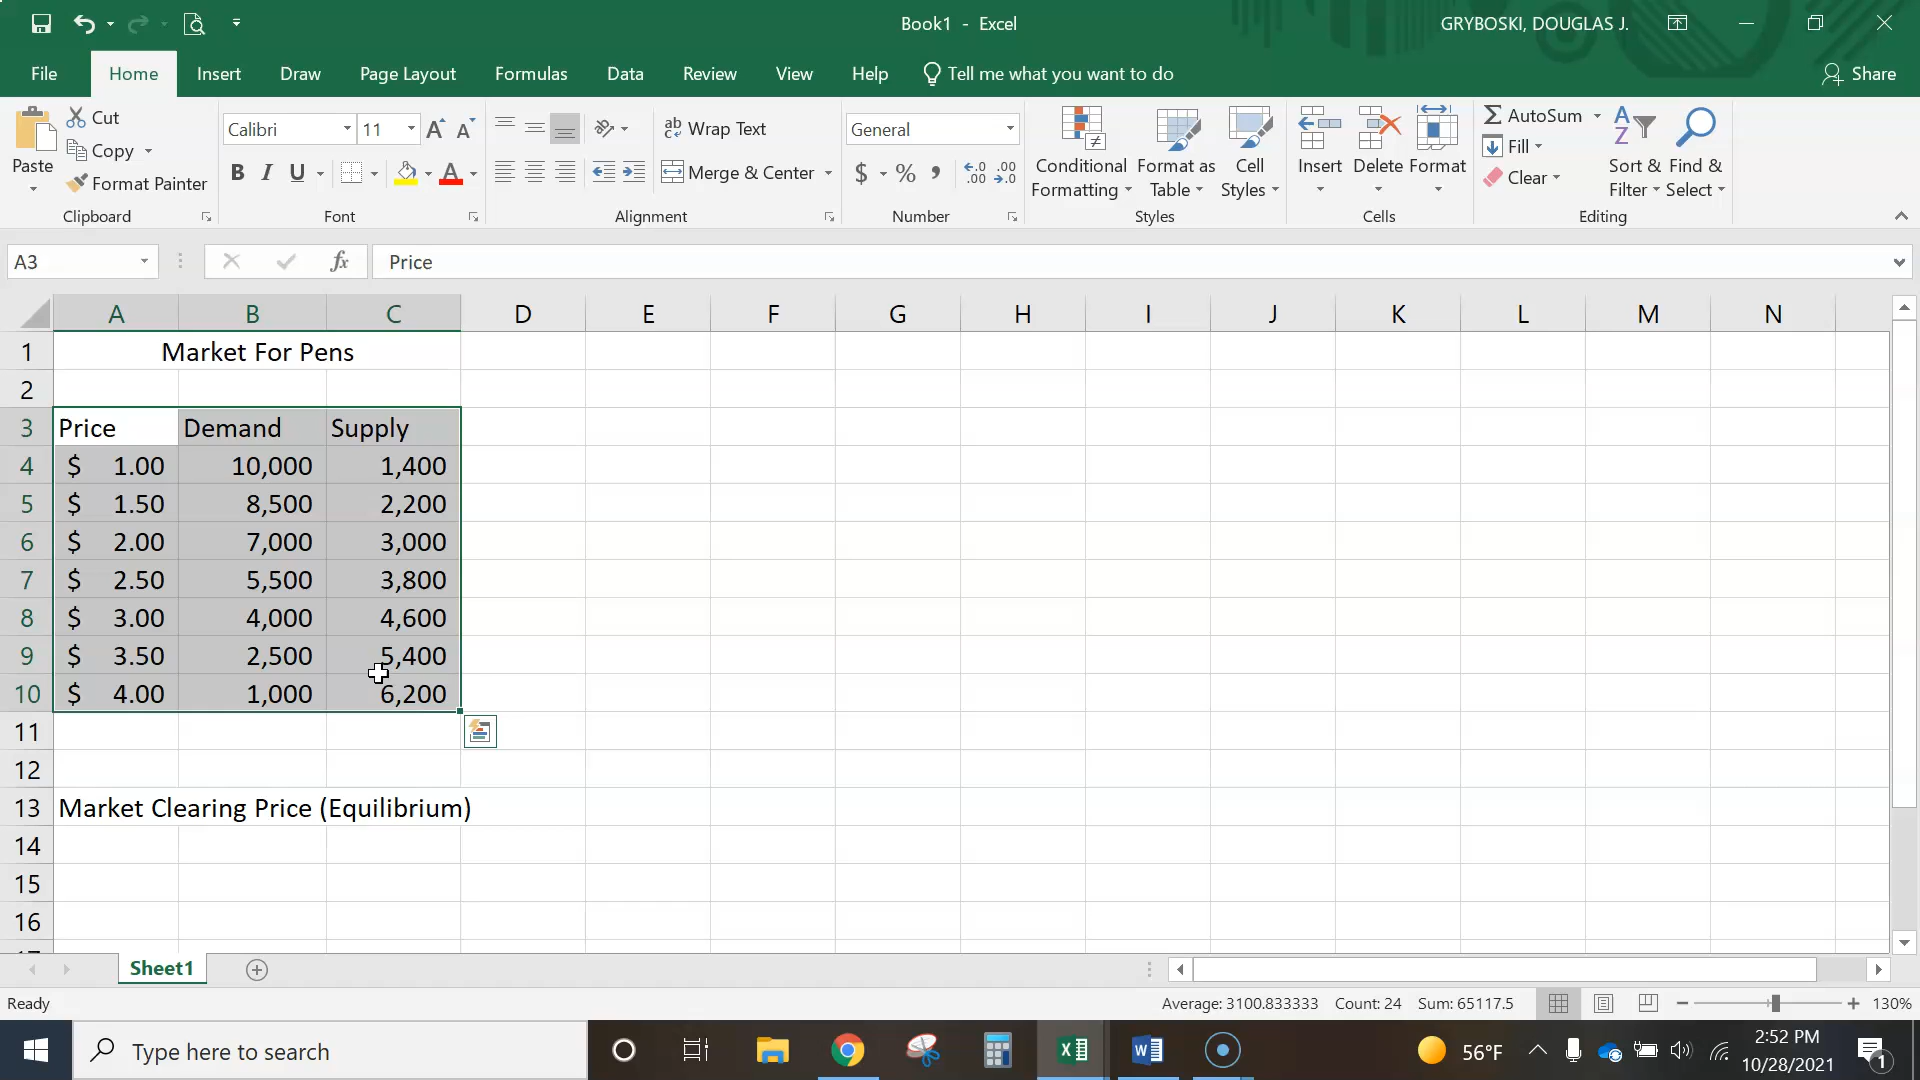 Book1 - Excel
GRYBOSKI, DOUGLAS J.
File Home Insert Draw Page Layout Formulas Data Review View Help Tell me what you want to do Share
Paste
Cut
Copy
Format Painter
Clipboard
Calibri 11 A A
B I U A
Font
Wrap Text
Merge & Center
Alignment
General
$ % , .0 .00 .00 .0
Number
Conditional Formatting
Format as Table
Cell Styles
Styles
Insert Delete Format
Cells
AutoSum
Fill
Clear
Sort & Filter
Find & Select
Editing
A3 fx Price
A B C D E F G H I J K L M N
1 Market For Pens
2
3 Price Demand Supply
4 $ 1.00 10,000 1,400
5 $ 1.50 8,500 2,200
6 $ 2.00 7,000 3,000
7 $ 2.50 5,500 3,800
8 $ 3.00 4,000 4,600
9 $ 3.50 2,500 5,400
10 $ 4.00 1,000 6,200
11
12
13 Market Clearing Price (Equilibrium)
14
15
16
Sheet1
Ready Average: 3100.833333 Count: 24 Sum: 65117.5 130%
Type here to search
56°F
2:52 PM
10/28/2021
1